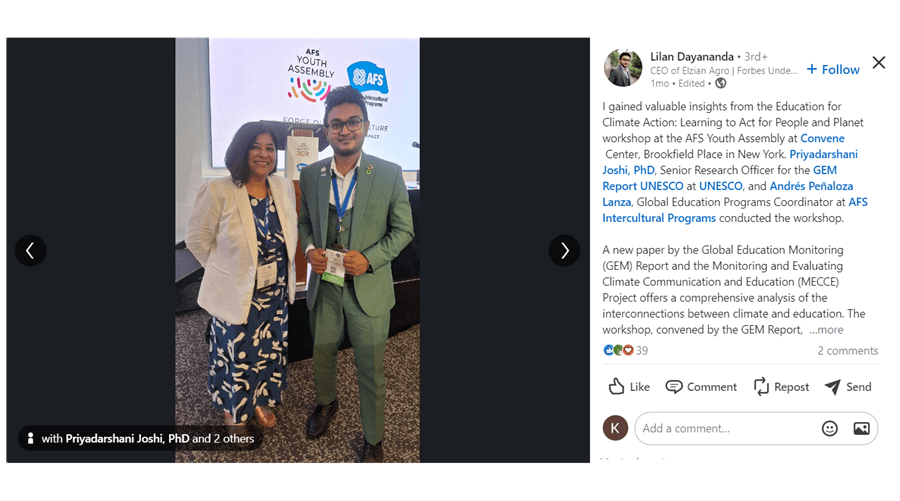 AFS
YOUTH
ASSEMBLY
AFS
Intercultural
Programs
with Priyadarshani Joshi, PhD and 2 others
Lilan Dayananda • 3rd+
CEO of Elzian Agro | Forbes Unde...
1mo • Edited •
+ Follow
I gained valuable insights from the Education for
Climate Action: Learning to Act for People and Planet
workshop at the AFS Youth Assembly at Convene
Center, Brookfield Place in New York. Priyadarshani
Joshi, PhD, Senior Research Officer for the GEM
Report UNESCO at UNESCO, and Andrés Peñaloza
Lanza, Global Education Programs Coordinator at AFS
Intercultural Programs conducted the workshop.
A new paper by the Global Education Monitoring
(GEM) Report and the Monitoring and Evaluating
Climate Communication and Education (MECCE)
Project offers a comprehensive analysis of the
interconnections between climate and education. The
workshop, convened by the GEM Report, ...more
39
2 comments
Like Comment Repost Send
K
Add a comment...